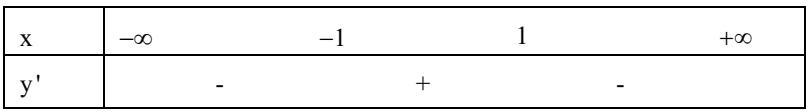 x −∞ −1 1 +∞
y' - + -